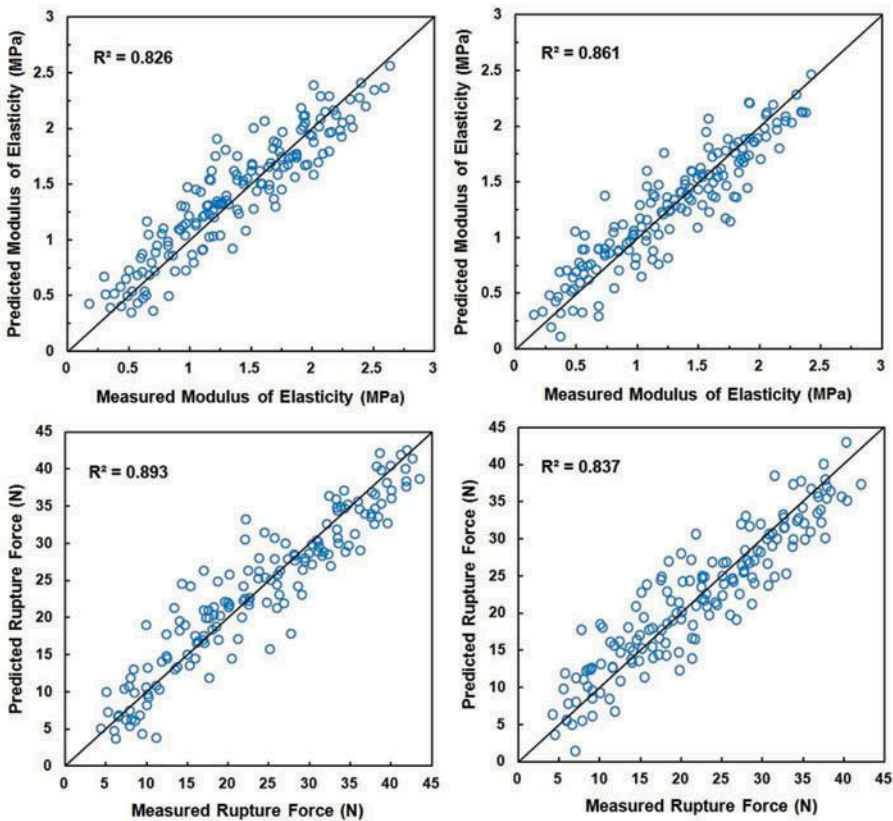 3
2.5
2
1.5
1
0.5
0
R² = 0.826
Predicted Modulus of Elasticity (MPa)
0 0.5 1 1.5 2 2.5 3
Measured Modulus of Elasticity (MPa)
3
2.5
2
1.5
1
0.5
0
R² = 0.861
Predicted Modulus of Elasticity (MPa)
0 0.5 1 1.5 2 2.5 3
Measured Modulus of Elasticity (MPa)
45
40
35
30
25
20
15
10
5
0
R² = 0.893
Predicted Rupture Force (N)
0 5 10 15 20 25 30 35 40 45
Measured Rupture Force (N)
45
40
35
30
25
20
15
10
5
0
R² = 0.837
Predicted Rupture Force (N)
0 5 10 15 20 25 30 35 40 45
Measured Rupture Force (N)